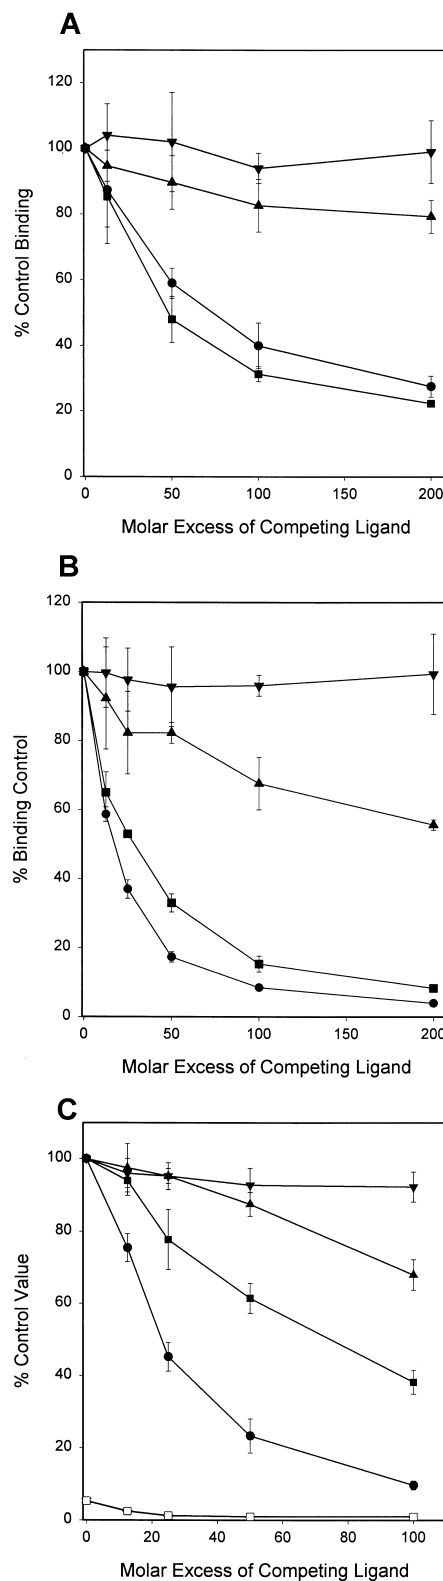 A
120
100
80
60
40
20
0
% Control Binding
0 50 100 150 200
Molar Excess of Competing Ligand
B
120
100
80
60
40
20
0
% Binding Control
0 50 100 150 200
Molar Excess of Competing Ligand
C
100
80
60
40
20
0
% Control Value
0 20 40 60 80 100
Molar Excess of Competing Ligand